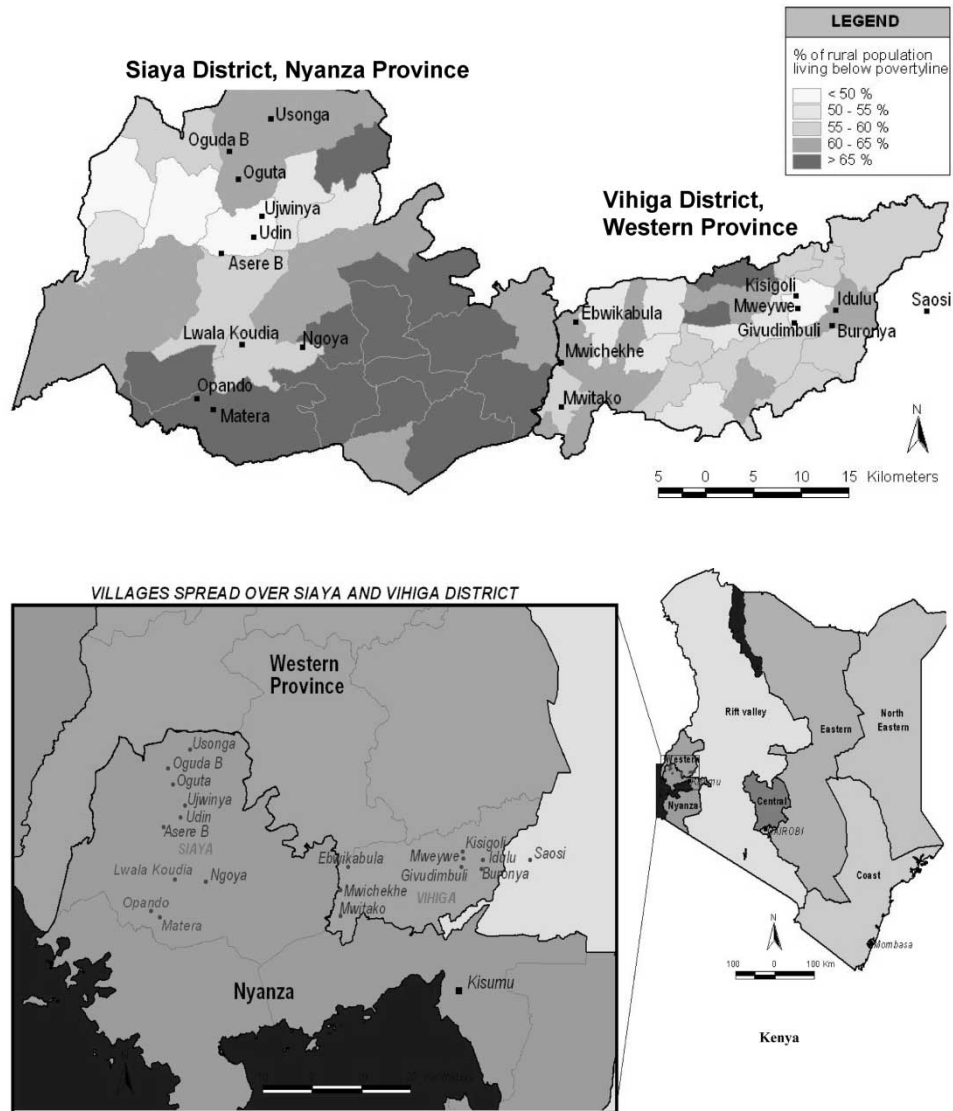 LEGEND
% of rural population
living below povertyline
< 50 %
50 - 55 %
55 - 60 %
60 - 65 %
> 65 %
Siaya District, Nyanza Province
Usonga
Oguda B
Oguta
Ujwinya
Udin
Asere B
Lwala Koudia
Ngoya
Opando
Matera
Vihiga District,
Western Province
Kisigoli
Idulu
Saosi
Mweywe
Ebwikabula
Givudimbuli
Buronya
Mwichekhe
Mwitako
N
5 0 5 10 15 Kilometers
VILLAGES SPREAD OVER SIAYA AND VIHIGA DISTRICT
Western
Province
Usonga
Oguda B
Oguta
Ujwinya
Udin
Asere B
SIAYA
Lwala Koudia
Ngoya
Opando
Matera
Kisigoli
Ebwikabula
Mweywe
Idulu
Saosi
Givudimbuli
Buronya
Mwichekhe
VIHIGA
Mwitako
Nyanza
Kisumu
Rift valley
Eastern
North
Eastern
Western
Nyanza
Central
Coast
Mombasa
N
100 0 100 Km
Kenya